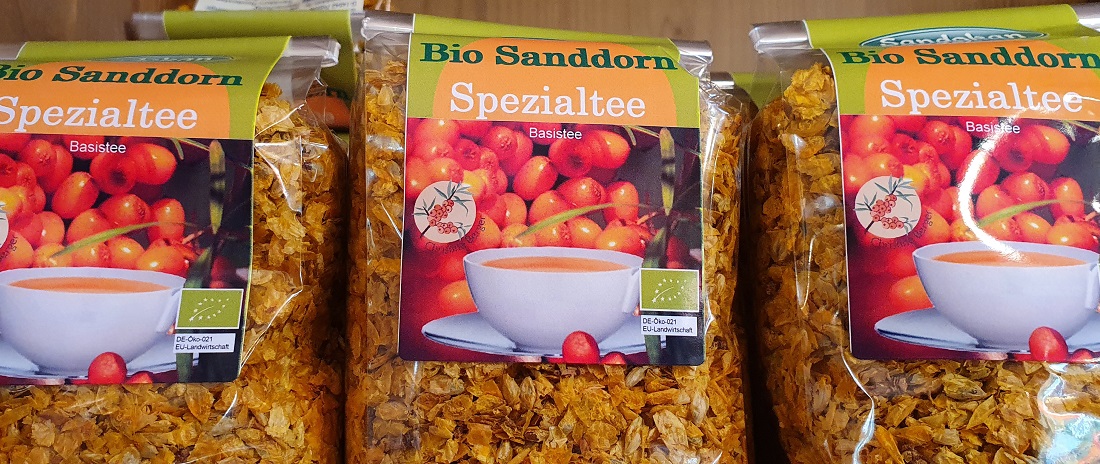 Bio Sanddorn
Spezialtee
Basistee
DE-Öko-021
EU-Landwirtschaft
Bio Sanddorn
Spezialtee
Basistee
DE-Öko-021
EU-Landwirtschaft
Bio Sanddorn
Spezialtee
Basistee